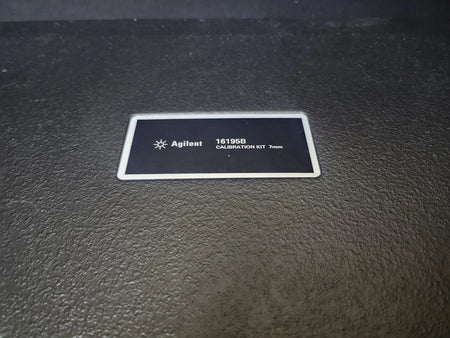 Agilent
16195B
CALIBRATION KIT 7mm